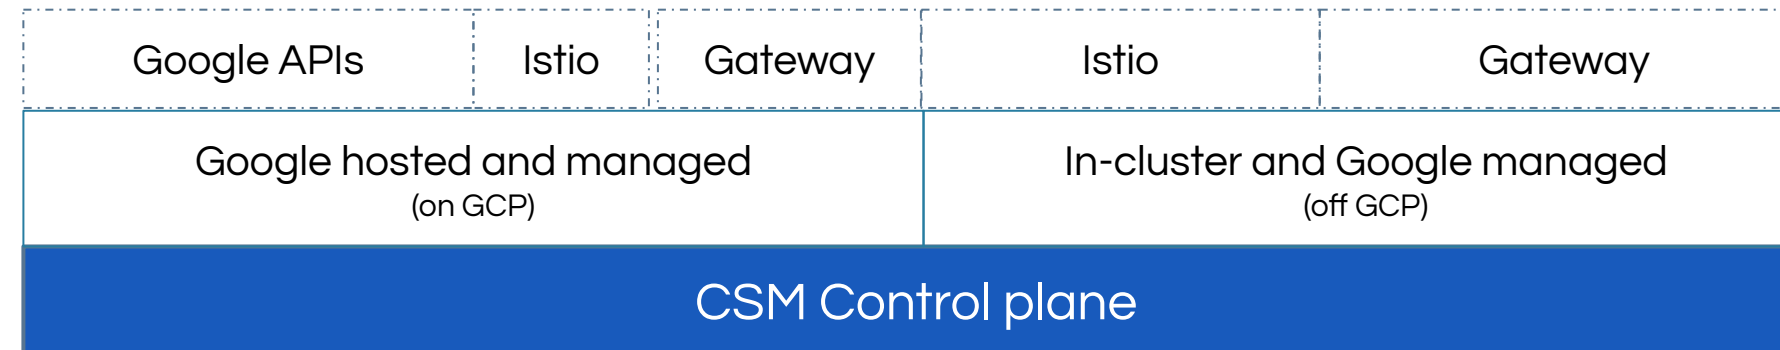 Google APIs
Istio
Gateway
Istio
Gateway
Google hosted and managed
(on GCP)
In-cluster and Google managed
(off GCP)
CSM Control plane